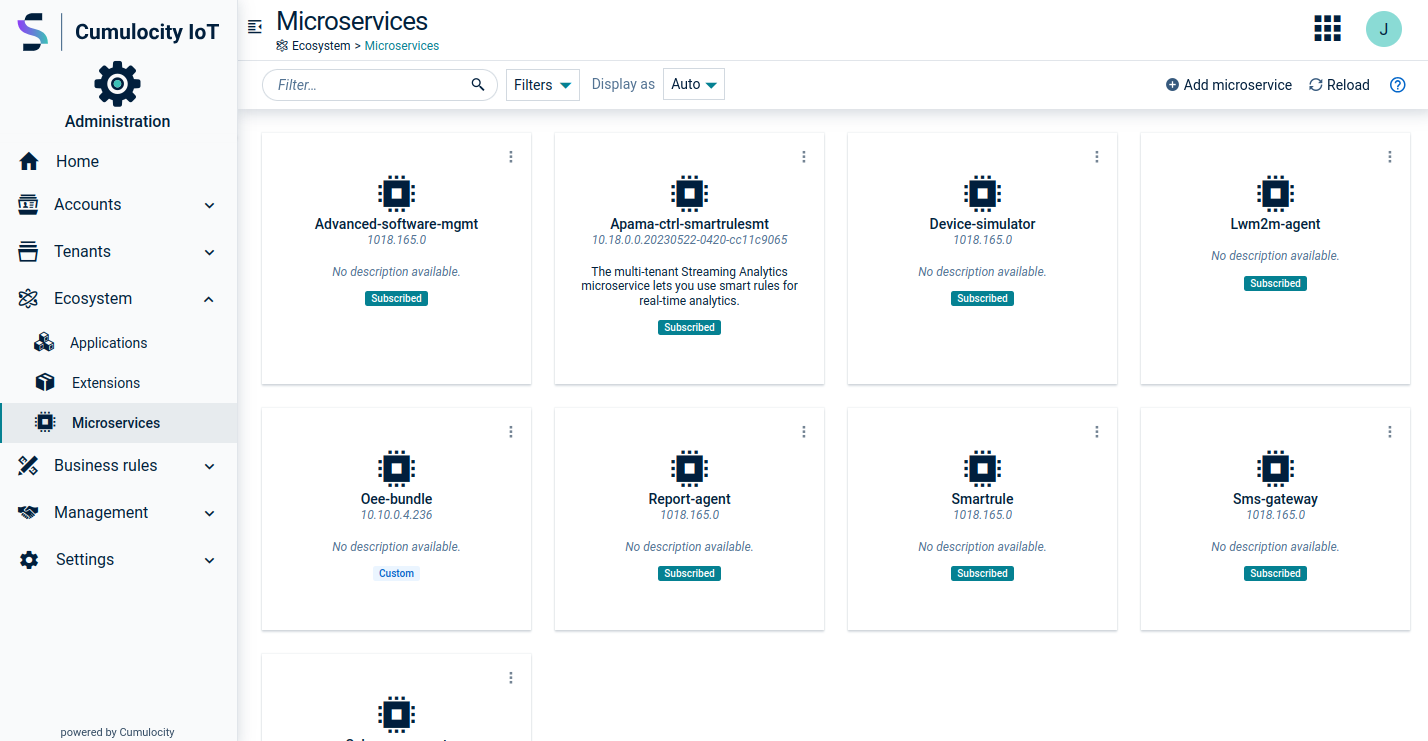 Cumulocity IoT
Administration
Home
Accounts
Tenants
Ecosystem
Applications
Extensions
Microservices
Business rules
Management
Settings
powered by Cumulocity
Microservices
Ecosystem > Microservices
J
Filter...
Filters
Display as
Auto
Add microservice
Reload
Advanced-software-mgmt
1018.165.0
No description available.
Subscribed
Apama-ctrl-smartrulesmt
10.18.0.0.20230522-0420-cc11c9065
The multi-tenant Streaming Analytics
microservice lets you use smart rules for
real-time analytics.
Subscribed
Device-simulator
1018.165.0
No description available.
Subscribed
Lwm2m-agent
No description available.
Subscribed
Oee-bundle
10.10.0.4.236
No description available.
Custom
Report-agent
1018.165.0
No description available.
Subscribed
Smartrule
1018.165.0
No description available.
Subscribed
Sms-gateway
1018.165.0
No description available.
Subscribed